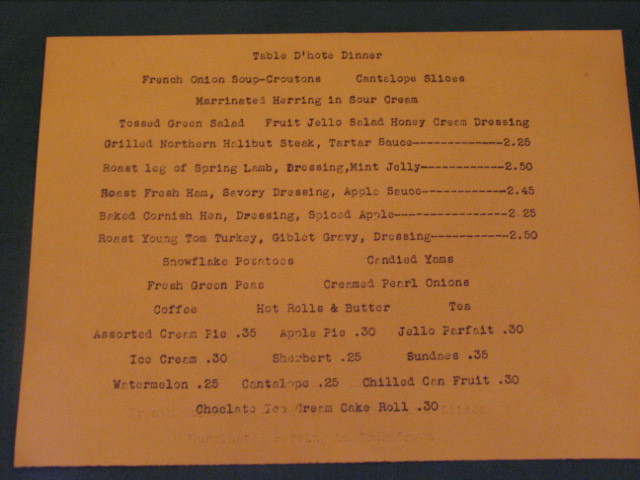 Table D'hote Dinner
French Onion Soup-Croutons Cantalope Slices
Marrinated Herring in Sour Cream
Tossed Green Salad Fruit Jello Salad Honey Cream Dressing
Grilled Northern Halibut Steak, Tartar Sauce-------------2.25
Roast leg of Spring Lamb, Dressing,Mint Jelly------------2.50
Roast Fresh Ham, Savory Dressing, Apple Sauce------------2.45
Baked Cornish Hen, Dressing, Spiced Apple----------------2.25
Roast Young Tom Turkey, Giblet Gravy, Dressing-----------2.50
Snowflake Potatoes Candied Yams
Fresh Green Peas Creamed Pearl Onions
Coffee Hot Rolls & Butter Tea
Assorted Cream Pie .35 Apple Pie .30 Jello Parfait .30
Ice Cream .30 Sherbert .25 Sundaes .35
Watermelon .25 Cantalope .25 Chilled Can Fruit .30
Choclate Ice Cream Cake Roll .30